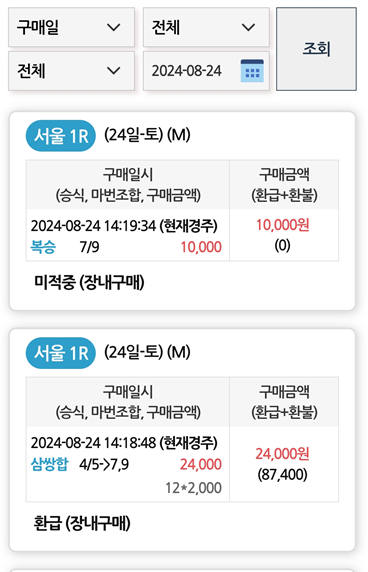 구매일 전체
조회
전체 2024-08-24
서울 1R (24일-토) (M)
구매일시 구매금액
(승식, 마번조합, 구매금액) (환급+환불)
2024-08-24 14:19:34 (현재경주) 10,000원
복승 7/9 10,000 (0)
미적중 (장내구매)
서울 1R (24일-토) (M)
구매일시 구매금액
(승식, 마번조합, 구매금액) (환급+환불)
2024-08-24 14:18:48 (현재경주) 24,000원
삼쌍합 4/5->7,9 24,000 (87,400)
12*2,000
환급 (장내구매)